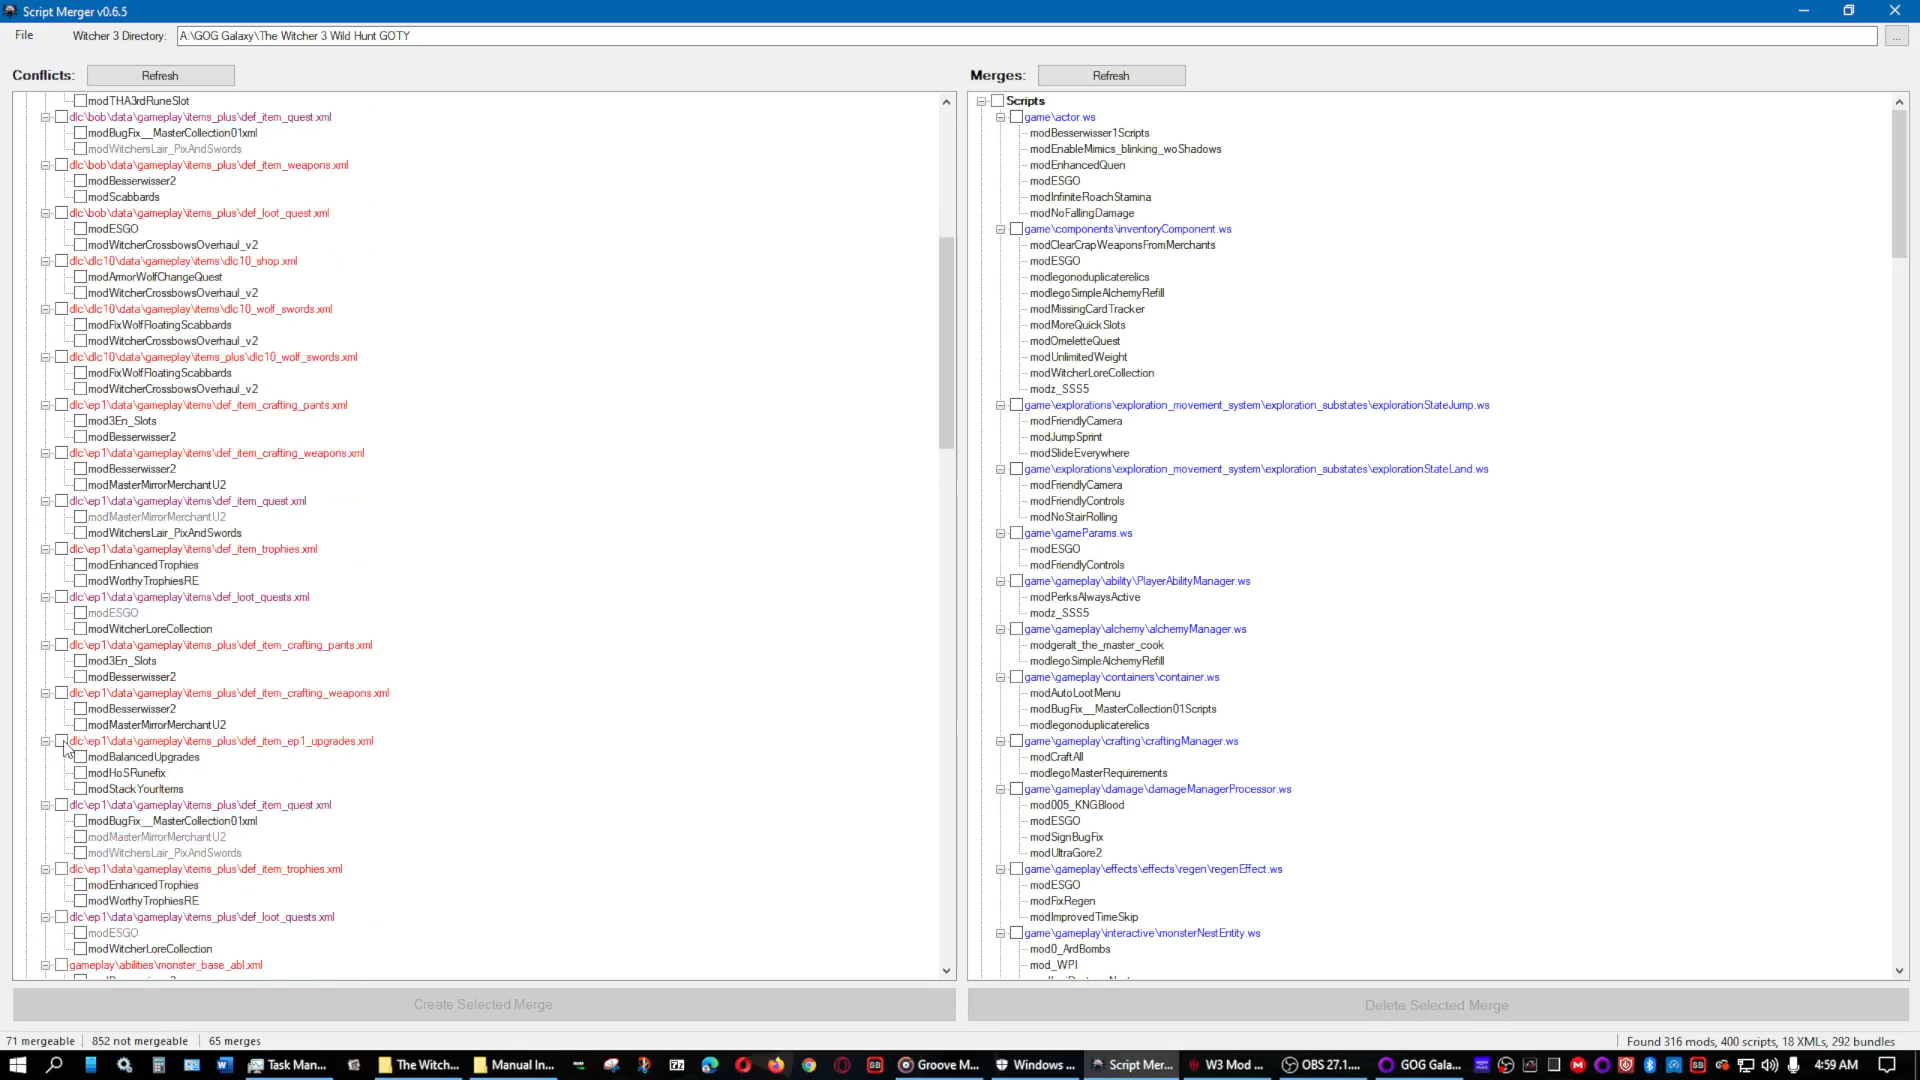 Script Merger v0.6.5
File
Witcher 3 Directory:
A:\GOG Galaxy\The Witcher 3 Wild Hunt GOTY
...
Conflicts:
Refresh
modTHA3rdRuneSlot
dlc\bob\data\gameplay\items_plus\def_item_quest.xml
modBugFix__MasterCollection01xml
modWitchersLair_PixAndSwords
dlc\bob\data\gameplay\items_plus\def_item_weapons.xml
modBesserwisser2
modScabbards
dlc\bob\data\gameplay\items_plus\def_loot_quest.xml
modESGO
modWitcherCrossbowsOverhaul_v2
dlc\dlc10\data\gameplay\items\dlc10_shop.xml
modArmorWolfChangeQuest
modWitcherCrossbowsOverhaul_v2
dlc\dlc10\data\gameplay\items\dlc10_wolf_swords.xml
modFixWolfFloatingScabbards
modWitcherCrossbowsOverhaul_v2
dlc\dlc10\data\gameplay\items_plus\dlc10_wolf_swords.xml
modFixWolfFloatingScabbards
modWitcherCrossbowsOverhaul_v2
dlc\ep1\data\gameplay\items\def_item_crafting_pants.xml
mod3En_Slots
modBesserwisser2
dlc\ep1\data\gameplay\items\def_item_crafting_weapons.xml
modBesserwisser2
modMasterMirrorMerchantU2
dlc\ep1\data\gameplay\items\def_item_quest.xml
modMasterMirrorMerchantU2
modWitchersLair_PixAndSwords
dlc\ep1\data\gameplay\items\def_item_trophies.xml
modEnhancedTrophies
modWorthyTrophiesRE
dlc\ep1\data\gameplay\items\def_loot_quests.xml
modESGO
modWitcherLoreCollection
dlc\ep1\data\gameplay\items_plus\def_item_crafting_pants.xml
mod3En_Slots
modBesserwisser2
dlc\ep1\data\gameplay\items_plus\def_item_crafting_weapons.xml
modBesserwisser2
modMasterMirrorMerchantU2
dlc\ep1\data\gameplay\items_plus\def_item_ep1_upgrades.xml
modBalancedUpgrades
modHoSRunefix
modStackYourItems
dlc\ep1\data\gameplay\items_plus\def_item_quest.xml
modBugFix__MasterCollection01xml
modMasterMirrorMerchantU2
modWitchersLair_PixAndSwords
dlc\ep1\data\gameplay\items_plus\def_item_trophies.xml
modEnhancedTrophies
modWorthyTrophiesRE
dlc\ep1\data\gameplay\items_plus\def_loot_quests.xml
modESGO
modWitcherLoreCollection
gameplay\abilities\monster_base_abl.xml
Create Selected Merge
Merges:
Refresh
Scripts
game\actor.ws
modBesserwisser1Scripts
modEnableMimics_blinking_woShadows
modEnhancedQuen
modESGO
modInfiniteRoachStamina
modNoFallingDamage
game\components\inventoryComponent.ws
modClearCrapWeaponsFromMerchants
modESGO
modlegonoduplicaterelics
modlegoSimpleAlchemyRefill
modMissingCardTracker
modMoreQuickSlots
modOmeletteQuest
modUnlimitedWeight
modWitcherLoreCollection
modz_SSS5
game\explorations\exploration_movement_system\exploration_substates\explorationStateJump.ws
modFriendlyCamera
modJumpSprint
modSlideEverywhere
game\explorations\exploration_movement_system\exploration_substates\explorationStateLand.ws
modFriendlyCamera
modFriendlyControls
modNoStairRolling
game\gameParams.ws
modESGO
modFriendlyControls
game\gameplay\ability\PlayerAbilityManager.ws
modPerksAlwaysActive
modz_SSS5
game\gameplay\alchemy\alchemyManager.ws
modgeralt_the_master_cook
modlegoSimpleAlchemyRefill
game\gameplay\containers\container.ws
modAutoLootMenu
modBugFix__MasterCollection01Scripts
modlegonoduplicaterelics
game\gameplay\crafting\craftingManager.ws
modCraftAll
modlegoMasterRequirements
game\gameplay\damage\damageManagerProcessor.ws
mod005_KNGBlood
modESGO
modSignBugFix
modUltraGore2
game\gameplay\effects\effects\regen\regenEffect.ws
modESGO
modFixRegen
modImprovedTimeSkip
game\gameplay\interactive\monsterNestEntity.ws
mod0_ArdBombs
mod_WPI
Delete Selected Merge
71 mergeable
852 not mergeable
65 merges
Found 316 mods, 400 scripts, 18 XMLs, 292 bundles
Task Man...
The Witch...
Manual In...
Groove M...
Windows ...
Script Mer...
W3 Mod ...
OBS 27.1....
GOG Gala...
4:59 AM